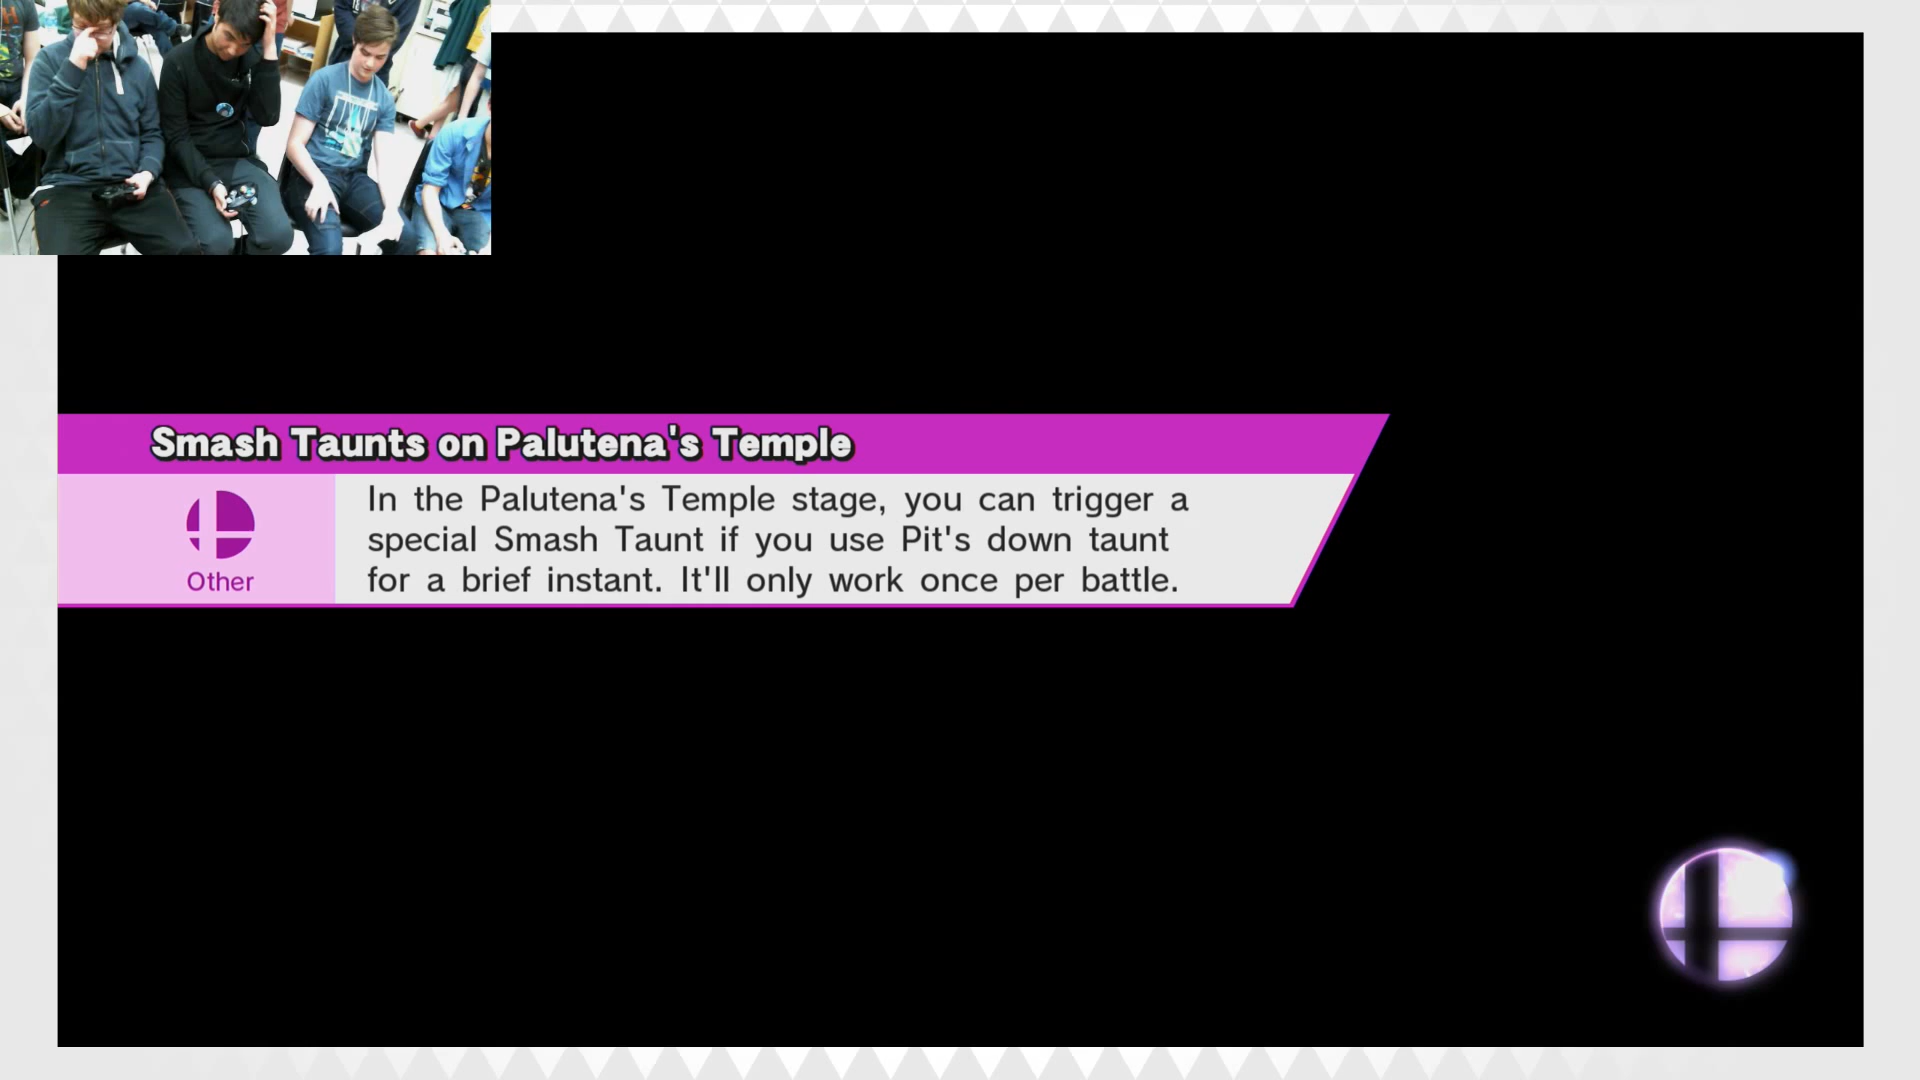 Smash Taunts on Palutena's Temple
Other
In the Palutena's Temple stage, you can trigger a
special Smash Taunt if you use Pit's down taunt
for a brief instant. It'll only work once per battle.